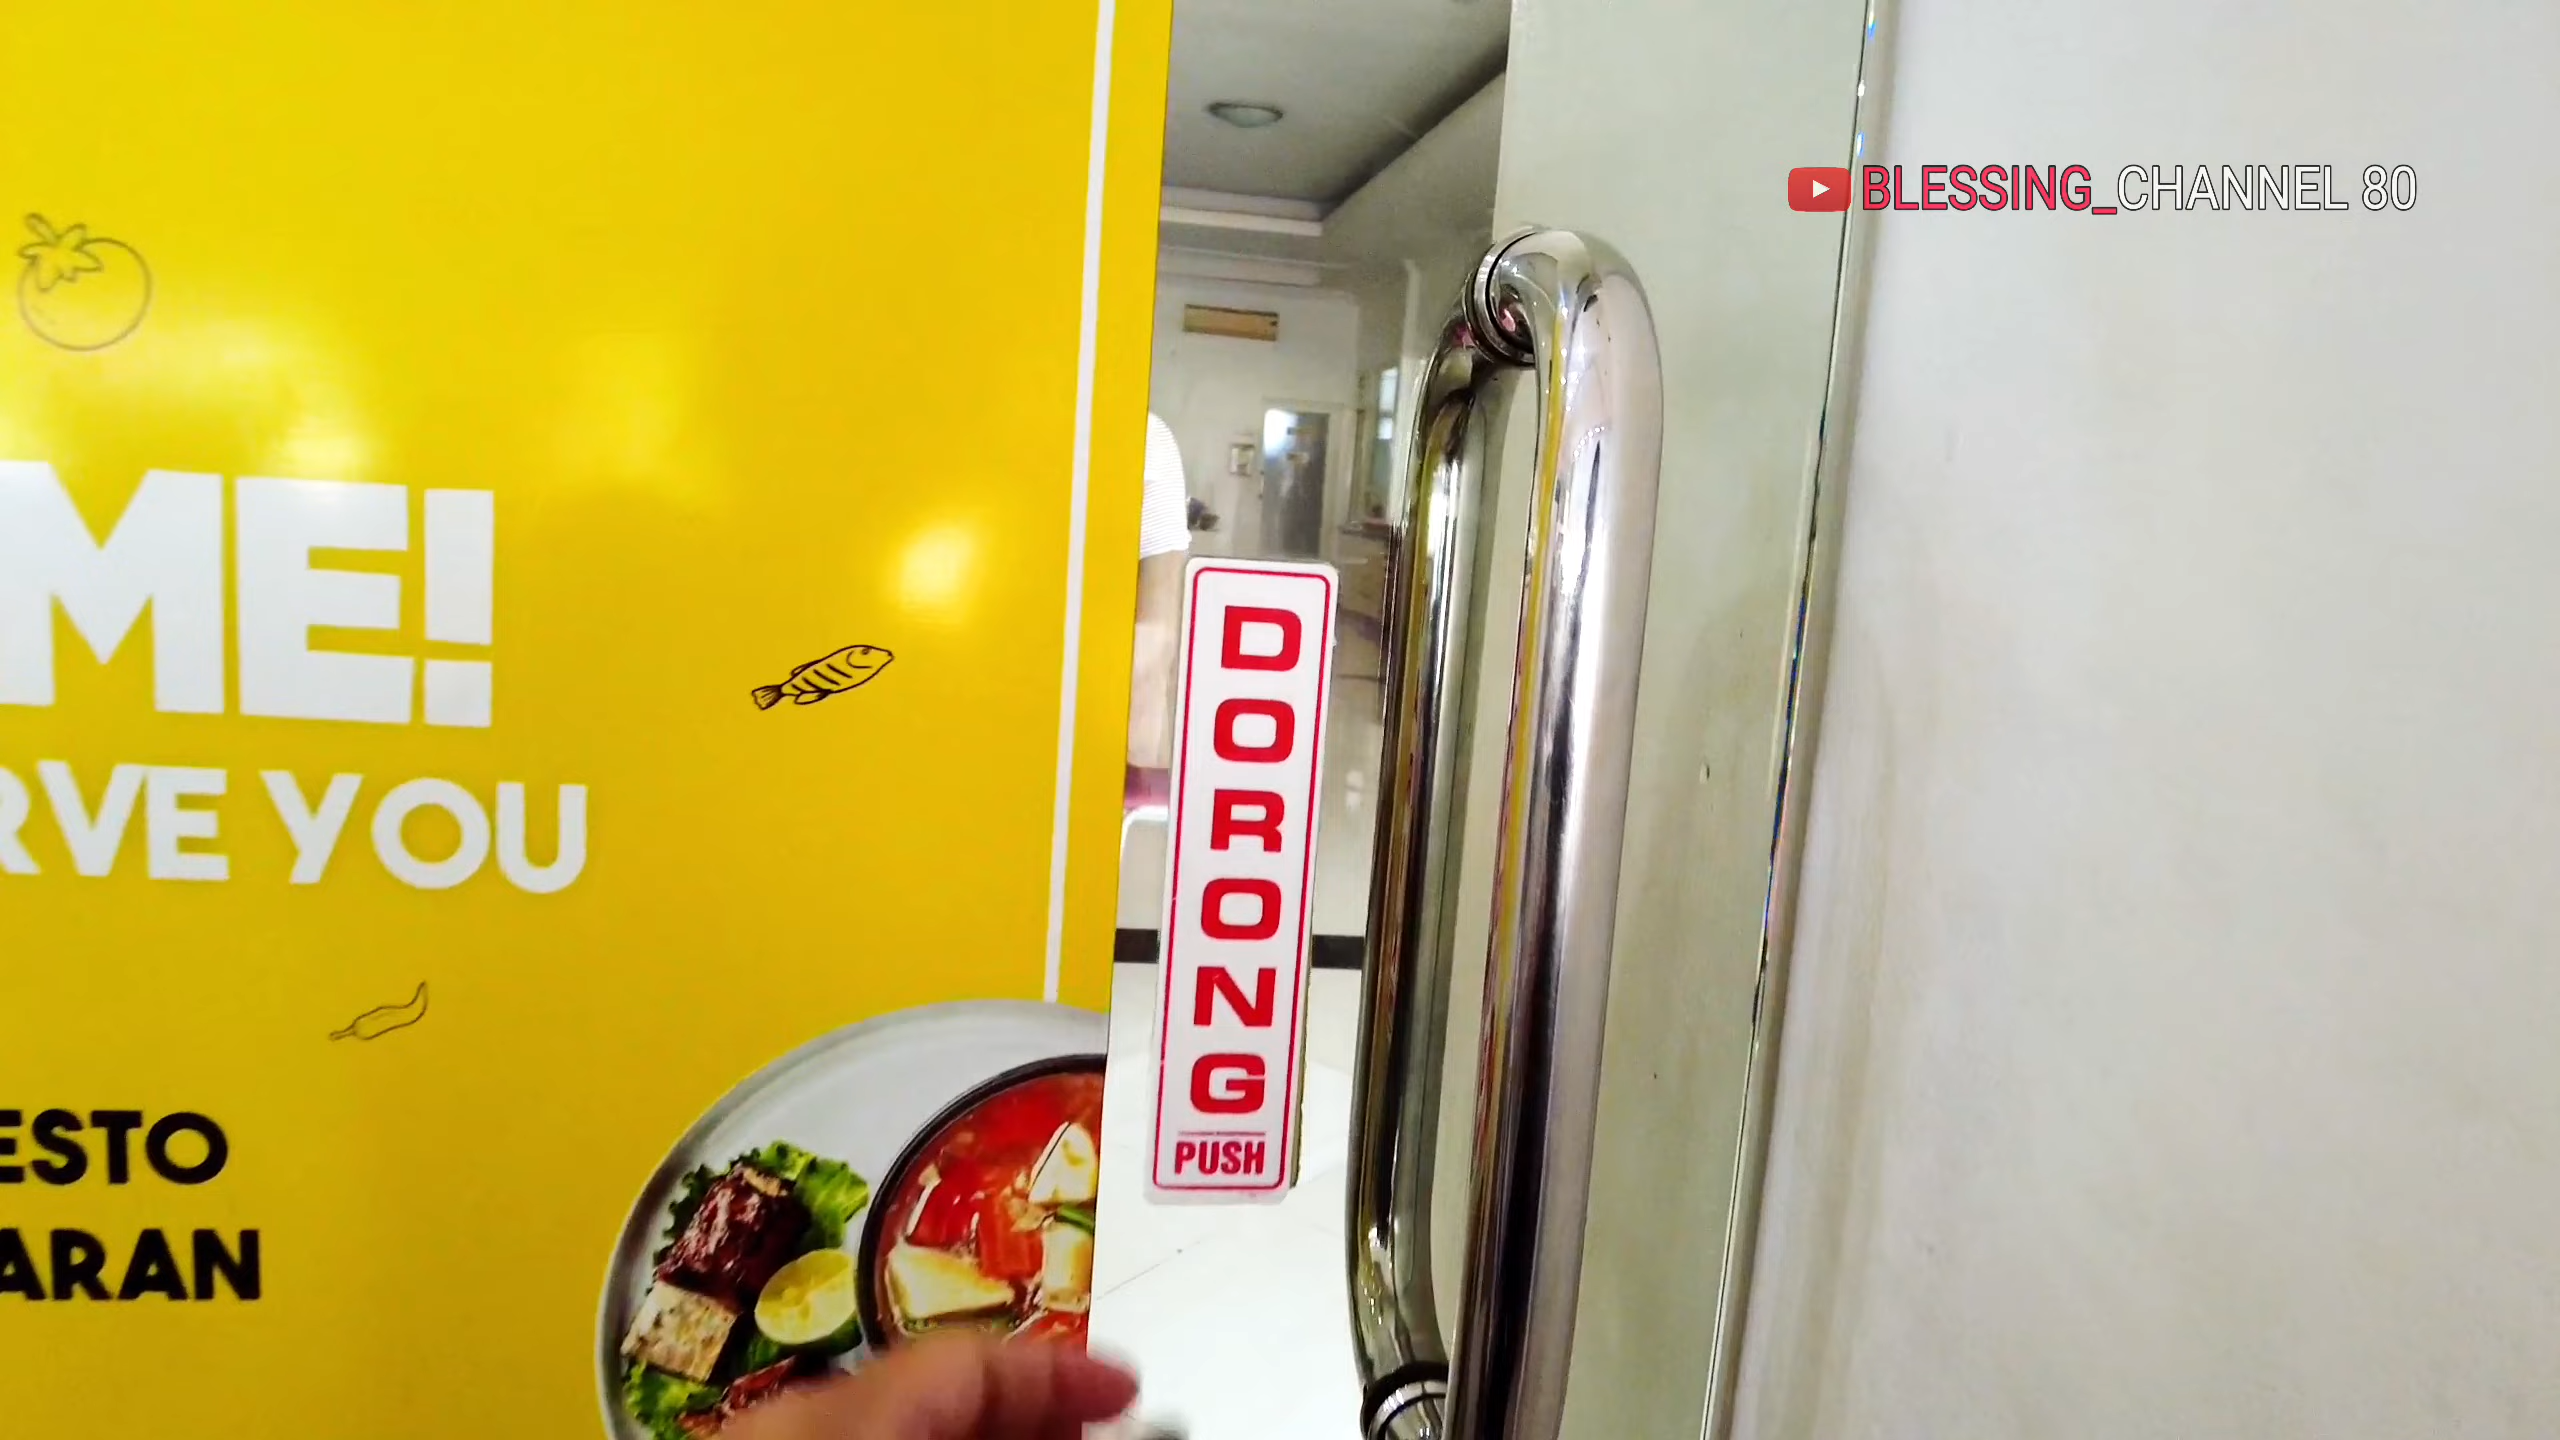 BLESSING_CHANNEL 80
ME!
RVE YOU
ESTO
ARAN
DORONG
PUSH